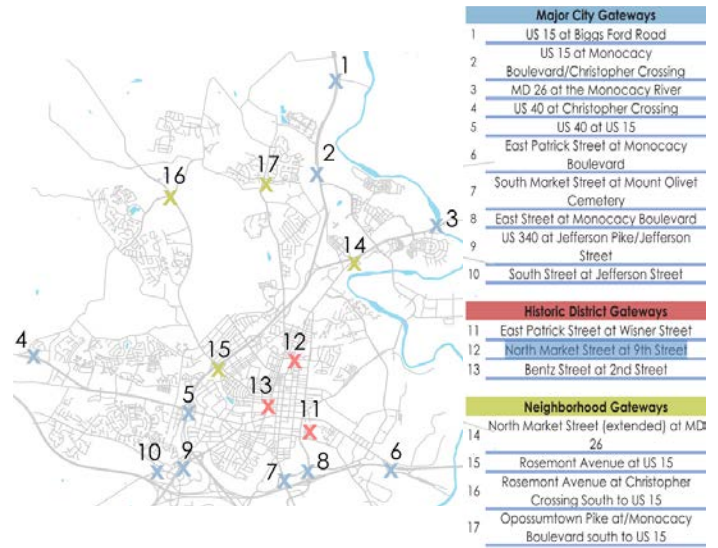 Major City Gateways
1 US 15 at Biggs Ford Road
US 15 at Monocacy
2
Boulevard/Christopher Crossing
3 MD 26 at the Monocacy River
4 US 40 at Christopher Crossing
5 US 40 at US 15
East Patrick Street at Monocacy
6
Boulevard
South Market Street at Mount Olivet
7
Cemetery
8 East Street at Monocacy Boulevard
US 340 at Jefferson Pike/Jefferson
9
Street
10 South Street at Jefferson Street
Historic District Gateways
11 East Patrick Street at Wisner Street
12 North Market Street at 9th Street
13 Bentz Street at 2nd Street
Neighborhood Gateways
North Market Street (extended) at MD
14
26
15 Rosemont Avenue at US 15
Rosemont Avenue at Christopher
16
Crossing South to US 15
Opossumtown Pike at/Monocacy
17
Boulevard south to US 15
1
2
17
16
3
14
4
12
15
13
5
11
10
9
7
8
6